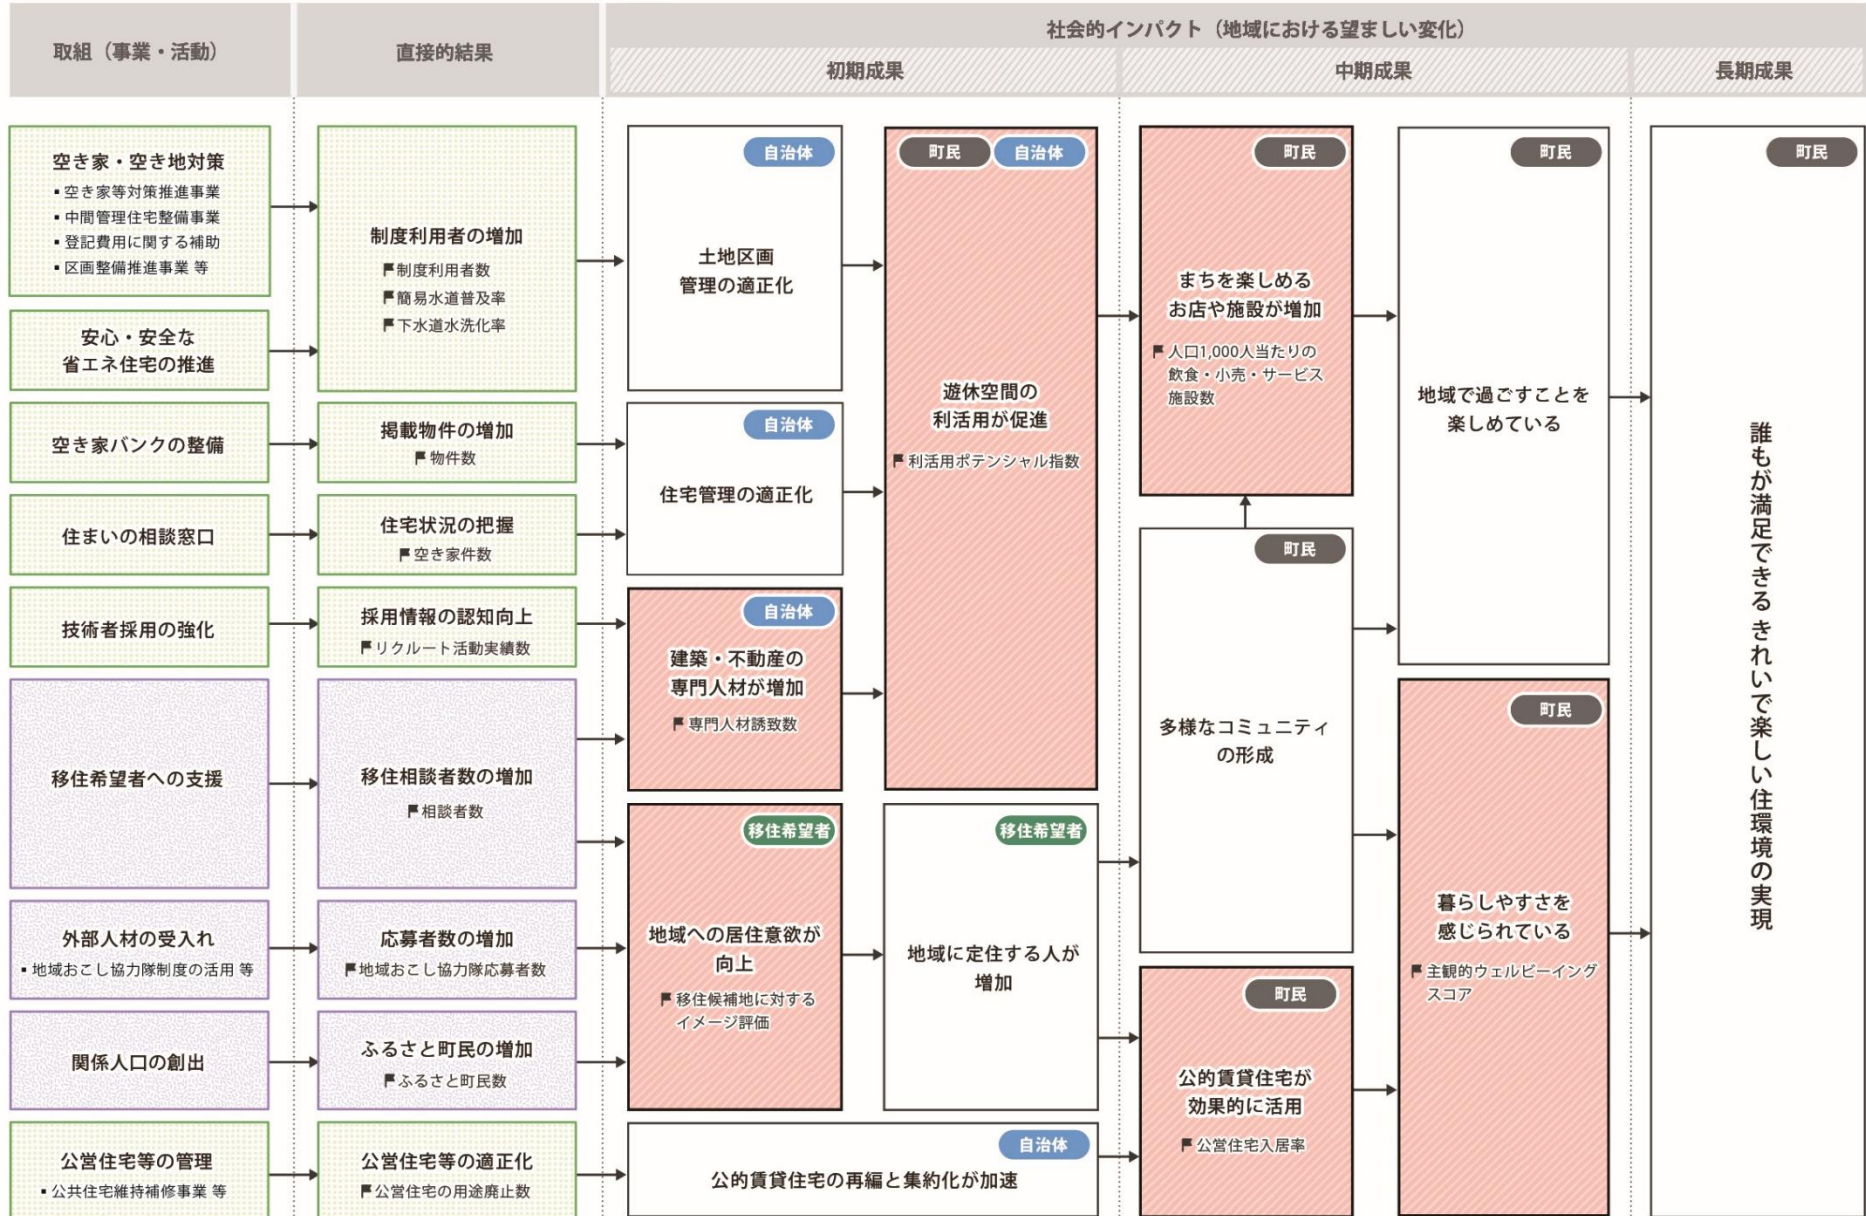 取組（事業・活動）
直接的結果
社会的インパクト（地域における望ましい変化）
初期成果
中期成果
長期成果
空き家・空き地対策
▪ 空き家等対策推進事業
▪ 中間管理住宅整備事業
▪ 登記費用に関する補助
▪ 区画整備推進事業 等
安心・安全な
省エネ住宅の推進
空き家バンクの整備
住まいの相談窓口
技術者採用の強化
移住希望者への支援
外部人材の受入れ
▪ 地域おこし協力隊制度の活用 等
関係人口の創出
公営住宅等の管理
▪ 公共住宅維持補修事業 等
制度利用者の増加
制度利用者数
簡易水道普及率
下水道水洗化率
掲載物件の増加
物件数
住宅状況の把握
空き家件数
採用情報の認知向上
リクルート活動実績数
移住相談者数の増加
相談者数
応募者数の増加
地域おこし協力隊応募者数
ふるさと町民の増加
ふるさと町民数
公営住宅等の適正化
公営住宅の用途廃止数
自治体
土地区画
管理の適正化
自治体
住宅管理の適正化
自治体
建築・不動産の
専門人材が増加
専門人材誘致数
移住希望者
地域への居住意欲が
向上
移住候補地に対する
イメージ評価
町民
自治体
遊休空間の
利活用が促進
利活用ポテンシャル指数
移住希望者
地域に定住する人が
増加
自治体
公的賃貸住宅の再編と集約化が加速
町民
まちを楽しめる
お店や施設が増加
人口1,000人当たりの
飲食・小売・サービス
施設数
町民
多様なコミュニティ
の形成
町民
公的賃貸住宅が
効果的に活用
公営住宅入居率
町民
地域で過ごすことを
楽しめている
町民
暮らしやすさを
感じられている
主観的ウェルビーイング
スコア
町民
誰もが満足できる きれいで楽しい住環境の実現